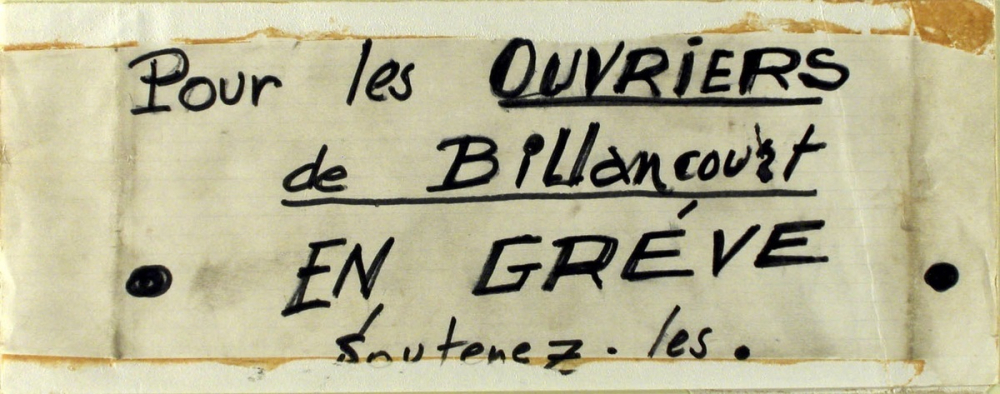 Pour les OUVRiERS
de Billancourt
EN GRÉVE
Soutenez. les.